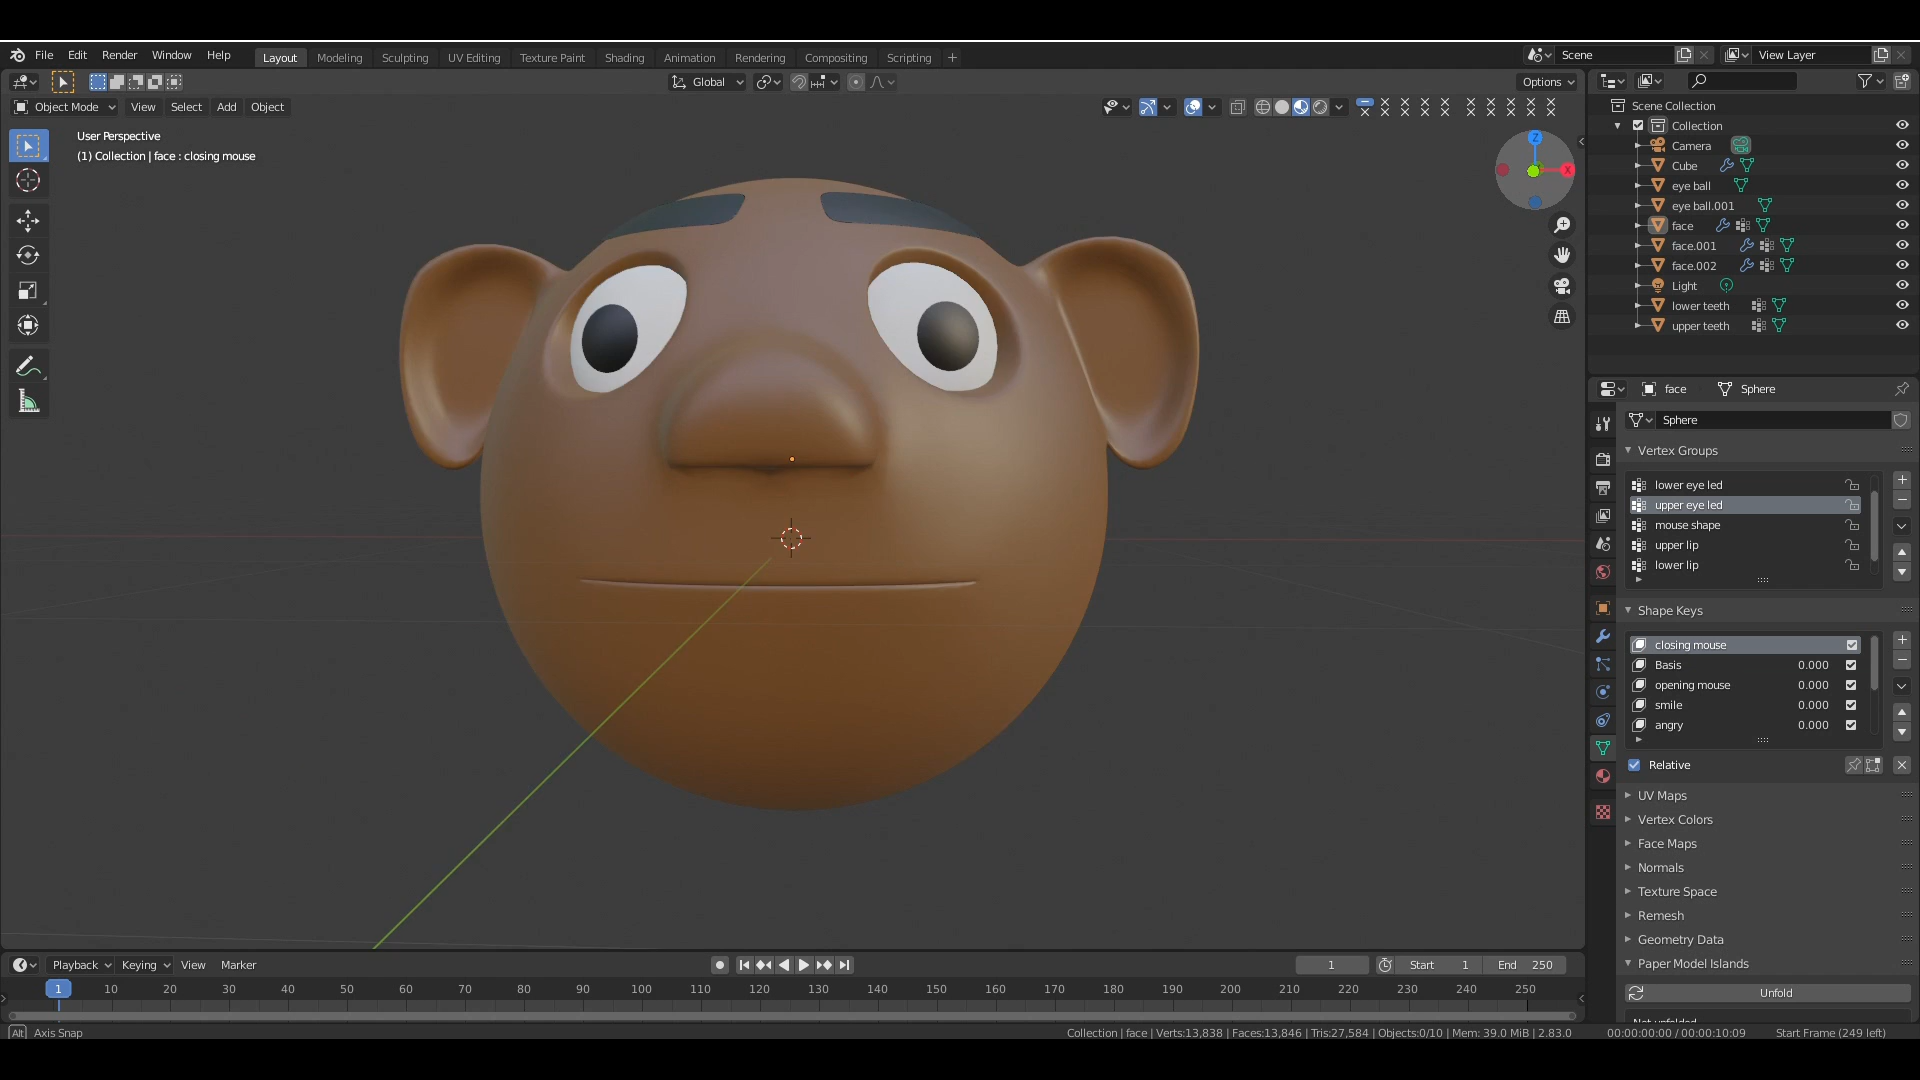 File Edit Render Window Help Layout Modeling Sculpting UV Editing Texture Paint Shading Animation Rendering Compositing Scripting + Scene View Layer
Global Options
Object Mode View Select Add Object
User Perspective
(1) Collection | face : closing mouse
Z
X
Scene Collection
Collection
Camera
Cube
eye ball
eye ball.001
face
face.001
face.002
Light
lower teeth
upper teeth
face Sphere
Sphere
Vertex Groups
lower eye led
upper eye led
mouse shape
upper lip
lower lip
Shape Keys
closing mouse
Basis 0.000
opening mouse 0.000
smile 0.000
angry 0.000
Relative
UV Maps
Vertex Colors
Face Maps
Normals
Texture Space
Remesh
Geometry Data
Paper Model Islands
Unfold
Not unfolded
Playback Keying View Marker 1 Start 1 End 250
1 10 20 30 40 50 60 70 80 90 100 110 120 130 140 150 160 170 180 190 200 210 220 230 240 250
Alt Axis Snap Collection | face | Verts:13,838 | Faces:13,846 | Tris:27,584 | Objects:0/10 | Mem: 39.0 MiB | 2.83.0 00:00:00:00 / 00:00:10:09 Start Frame (249 left)